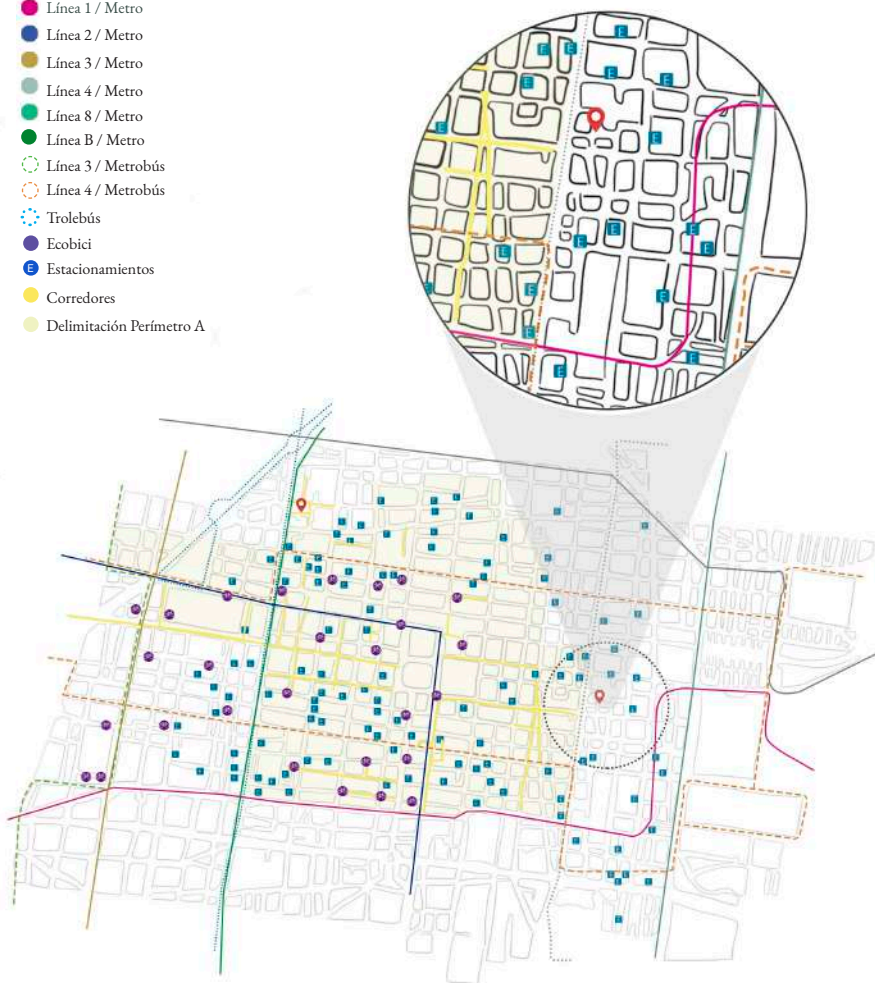 Línea 1 / Metro
Línea 2 / Metro
Línea 3 / Metro
Línea 4 / Metro
Línea 8 / Metro
Línea B / Metro
Línea 3 / Metrobús
Línea 4 / Metrobús
Trolebús
Ecobici
E Estacionamientos
Corredores
Delimitación Perímetro A